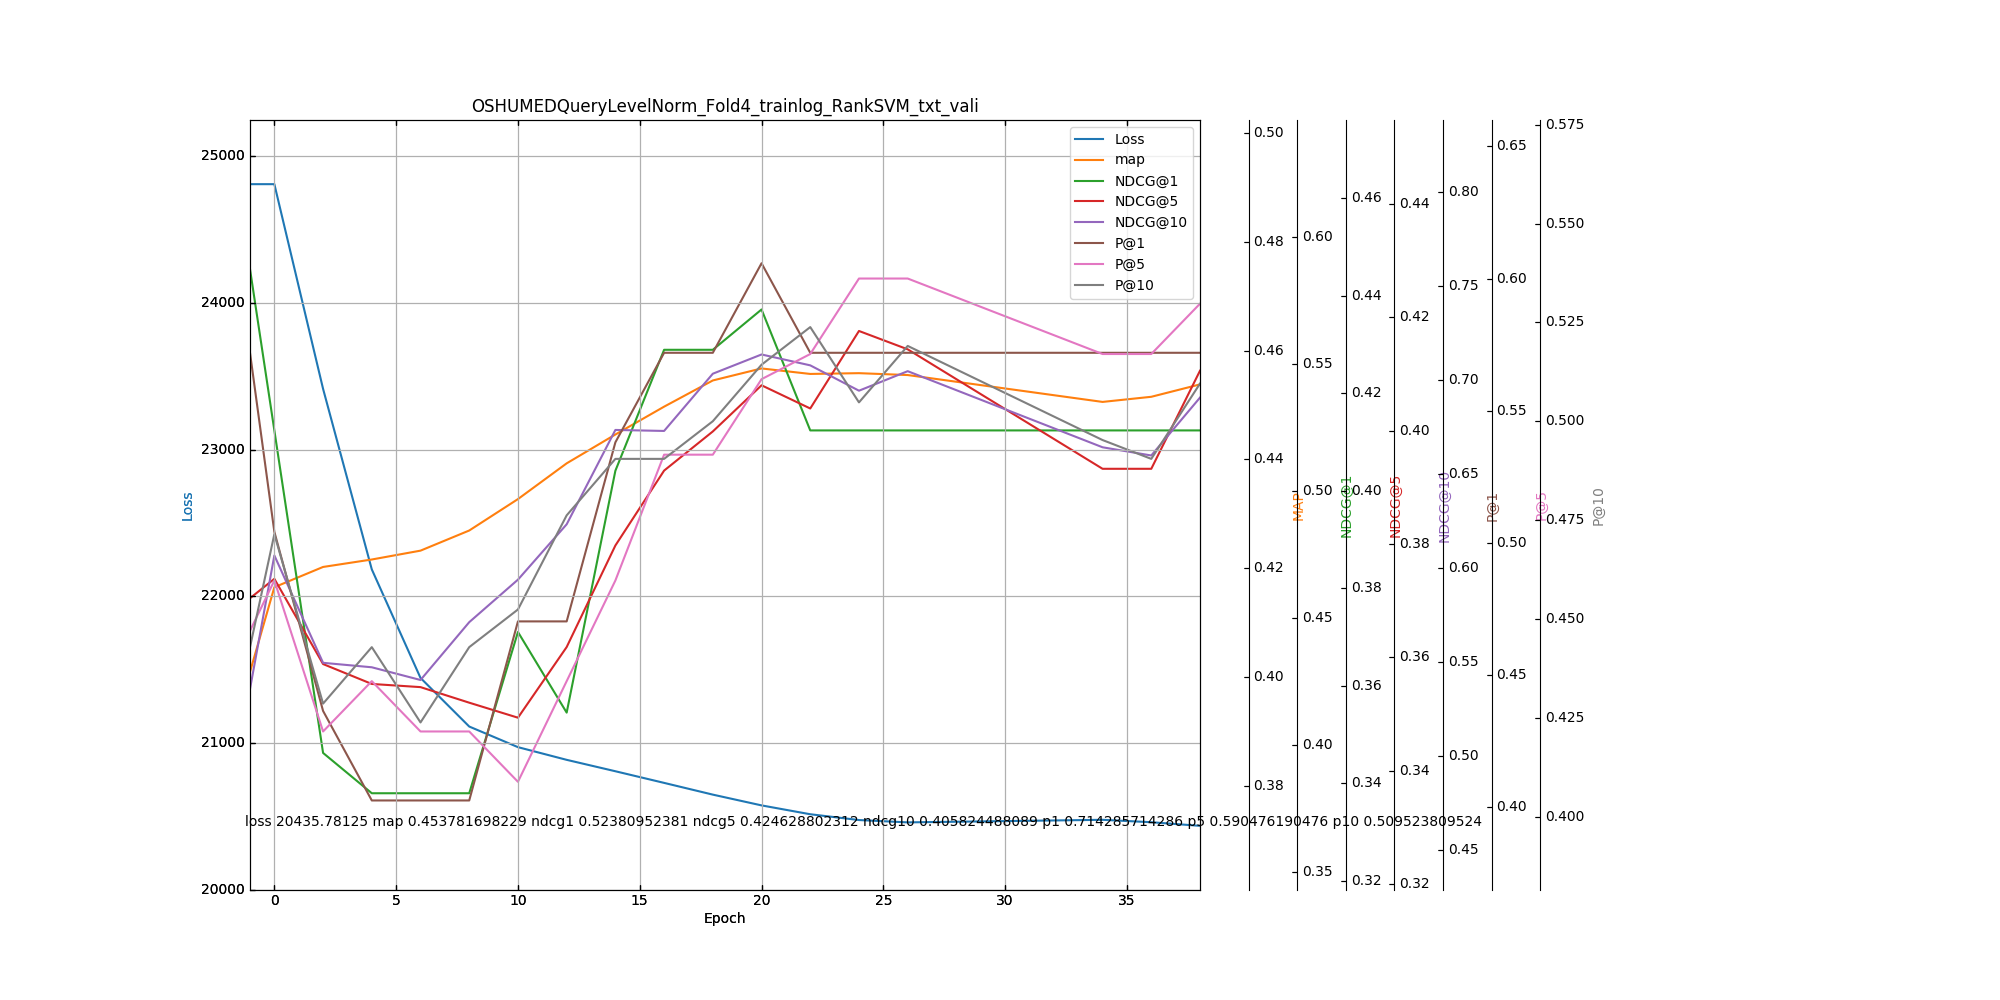 OSHUMEDQueryLevelNorm_Fold4_trainlog_RankSVM_txt_vali
Loss
25000
24000
23000
22000
21000
20000
0 5 10 15 20 25 30 35
Epoch
Loss
map
NDCG@1
NDCG@5
NDCG@10
P@1
P@5
P@10
loss 20435.78125 map 0.453781698229 ndcg1 0.52380952381 ndcg5 0.424628802312 ndcg10 0.405824488089 p1 0.714285714286 p5 0.590476190476 p10 0.509523809524
0.50
0.48
0.46
0.44
0.42
0.40
0.38
MAP
0.60
0.55
0.50
0.45
0.40
0.35
NDCG@1
0.46
0.44
0.42
0.40
0.38
0.36
0.34
0.32
NDCG@5
0.44
0.42
0.40
0.38
0.36
0.34
0.32
NDCG@10
0.80
0.75
0.70
0.65
0.60
0.55
0.50
0.45
P@1
0.65
0.60
0.55
0.50
0.45
0.40
P@5
0.575
0.550
0.525
0.500
0.475
0.450
0.425
0.400
P@10